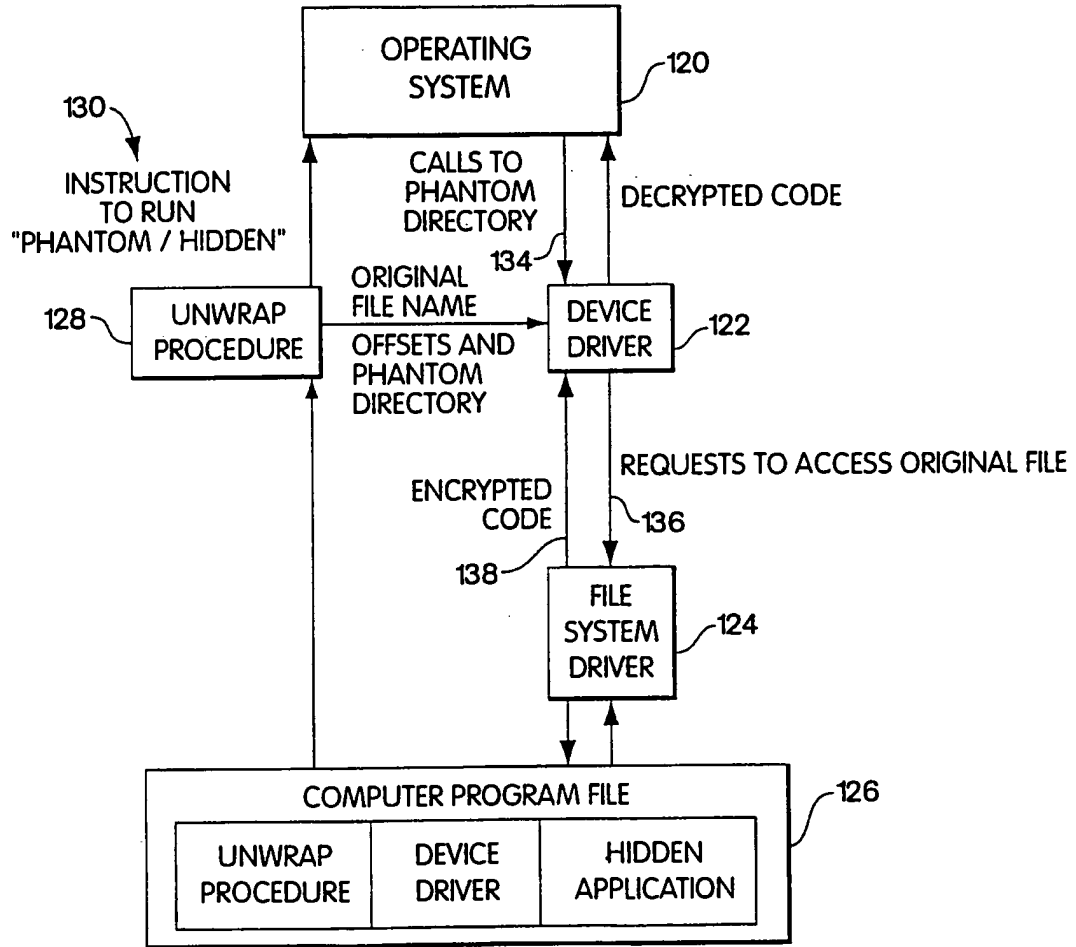 OPERATING
SYSTEM
120
130
INSTRUCTION
TO RUN
"PHANTOM / HIDDEN"
CALLS TO
PHANTOM
DIRECTORY
134
DECRYPTED CODE
128
UNWRAP
PROCEDURE
ORIGINAL
FILE NAME
OFFSETS AND
PHANTOM
DIRECTORY
DEVICE
DRIVER
122
ENCRYPTED
CODE
138
REQUESTS TO ACCESS ORIGINAL FILE
136
FILE
SYSTEM
DRIVER
124
COMPUTER PROGRAM FILE
126
UNWRAP
PROCEDURE
DEVICE
DRIVER
HIDDEN
APPLICATION